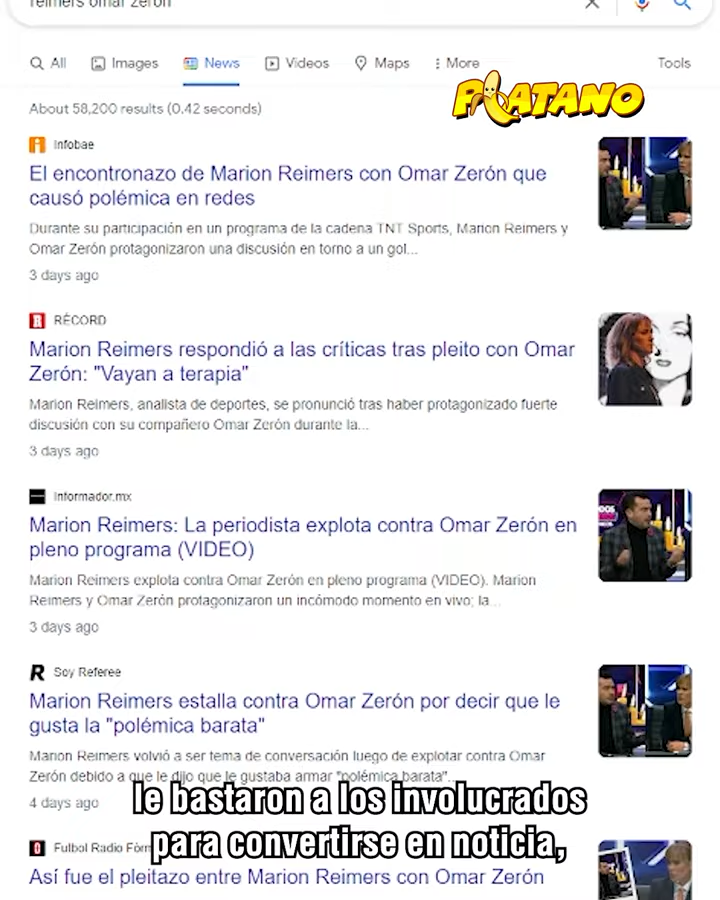 reimers omar zerón
All Images News Videos Maps More Tools
PLATANO
About 58,200 results (0.42 seconds)
Infobae
El encontronazo de Marion Reimers con Omar Zerón que
causó polémica en redes
Durante su participación en un programa de la cadena TNT Sports, Marion Reimers y
Omar Zerón protagonizaron una discusión en torno a un gol...
3 days ago
RÉCORD
Marion Reimers respondió a las críticas tras pleito con Omar
Zerón: "Vayan a terapia"
Marion Reimers, analista de deportes, se pronunció tras haber protagonizado fuerte
discusión con su compañero Omar Zerón durante la...
3 days ago
Informador.mx
Marion Reimers: La periodista explota contra Omar Zerón en
pleno programa (VIDEO)
Marion Reimers explota contra Omar Zerón en pleno programa (VIDEO). Marion
Reimers y Omar Zerón protagonizaron un incómodo momento en vivo; la...
3 days ago
Soy Referee
Marion Reimers estalla contra Omar Zerón por decir que le
gusta la "polémica barata"
Marion Reimers volvió a ser tema de conversación luego de explotar contra Omar
Zerón debido a que le dijo que le gustaba armar "polémica barata"...
4 days ago
le bastaron a los involucrados
para convertirse en noticia,
Futbol Radio Fórm
Así fue el pleitazo entre Marion Reimers con Omar Zerón